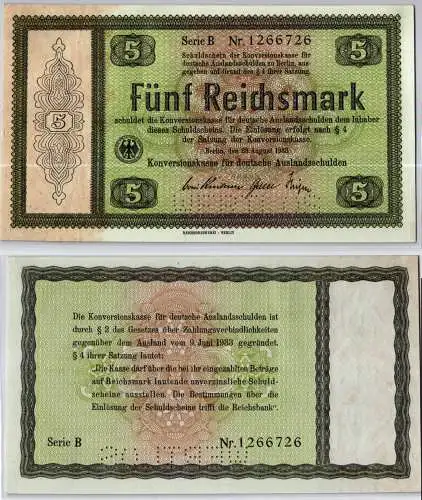 5
5
Serie B Nr. 1266726
Schuldschein der Konversionskasse für
deutsche Auslandsschulden zu Berlin, aus-
gegeben auf Grund des § 4 ihrer Satzung.
Fünf Reichsmark
5
schuldet die Konversionskasse für deutsche Auslandsschulden dem Inhaber
dieses Schuldscheins. Die Einlösung erfolgt nach § 4
der Satzung der Konversionskasse.
Berlin, den 28. August 1933.
Konversionskasse für deutsche Auslandsschulden
5
5
REICHSDRUCKEREI · BERLIN
Die Konversionskasse für deutsche Auslandsschulden ist
durch § 2 des Gesetzes über Zahlungsverbindlichkeiten
gegenüber dem Ausland vom 9. Juni 1933 gegründet.
§ 4 ihrer Satzung lautet:
"Die Kasse darf über die bei ihr eingezahlten Beträge
auf Reichsmark lautende unverzinsliche Schuld-
scheine ausstellen. Die Bestimmungen über die
Einlösung der Schuldscheine trifft die Reichsbank".
Serie B Nr. 1266726